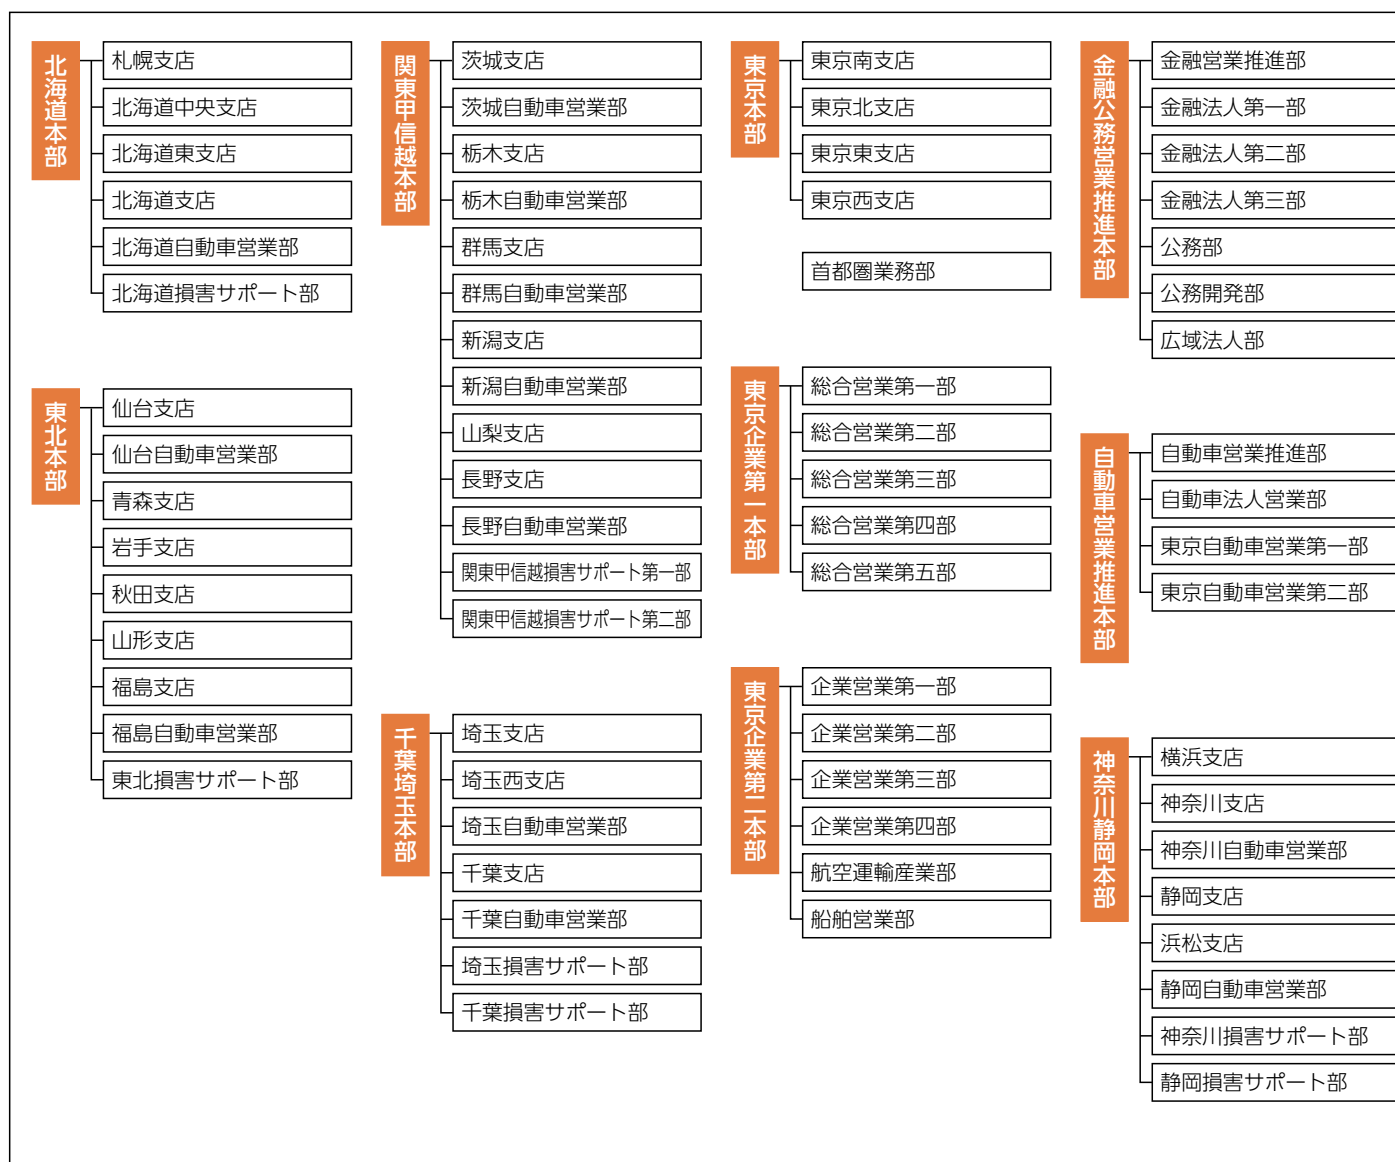 北海道本部
札幌支店
北海道中央支店
北海道東支店
北海道支店
北海道自動車営業部
北海道損害サポート部
東北本部
仙台支店
仙台自動車営業部
青森支店
岩手支店
秋田支店
山形支店
福島支店
福島自動車営業部
東北損害サポート部
関東甲信越本部
茨城支店
茨城自動車営業部
栃木支店
栃木自動車営業部
群馬支店
群馬自動車営業部
新潟支店
新潟自動車営業部
山梨支店
長野支店
長野自動車営業部
関東甲信越損害サポート第一部
関東甲信越損害サポート第二部
千葉埼玉本部
埼玉支店
埼玉西支店
埼玉自動車営業部
千葉支店
千葉自動車営業部
埼玉損害サポート部
千葉損害サポート部
東京本部
東京南支店
東京北支店
東京東支店
東京西支店
首都圏業務部
東京企業第一本部
総合営業第一部
総合営業第二部
総合営業第三部
総合営業第四部
総合営業第五部
東京企業第二本部
企業営業第一部
企業営業第二部
企業営業第三部
企業営業第四部
航空運輸産業部
船舶営業部
金融公務営業推進本部
金融営業推進部
金融法人第一部
金融法人第二部
金融法人第三部
公務部
公務開発部
広域法人部
自動車営業推進本部
自動車営業推進部
自動車法人営業部
東京自動車営業第一部
東京自動車営業第二部
神奈川静岡本部
横浜支店
神奈川支店
神奈川自動車営業部
静岡支店
浜松支店
静岡自動車営業部
神奈川損害サポート部
静岡損害サポート部